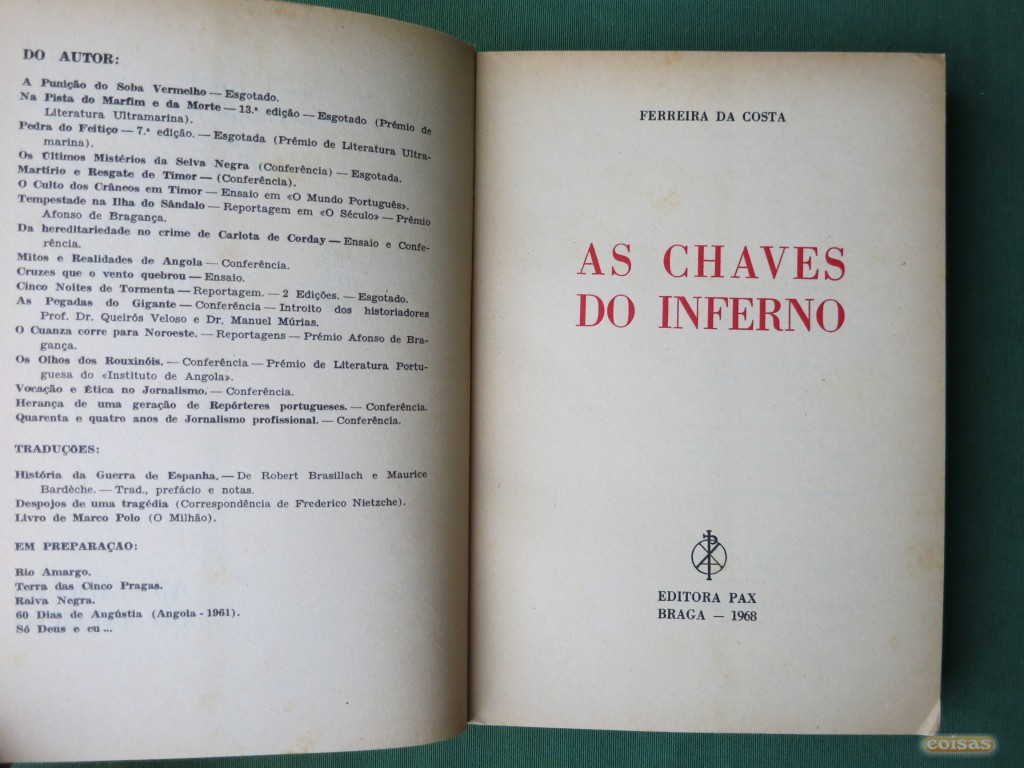 DO AUTOR:
A Punição do Soba Vermelho — Esgotado.
Na Pista do Marfim e da Morte — 13.ª edição — Esgotado (Prémio de
Literatura Ultramarina).
Pedra do Feitiço — 7.ª edição. — Esgotada (Prémio de Literatura Ultra-
marina).
Os Últimos Mistérios da Selva Negra (Conferência) — Esgotada.
Martírio e Resgate de Timor — (Conferência).
O Culto dos Crâneos em Timor — Ensaio em «O Mundo Português».
Tempestade na Ilha do Sândalo — Reportagem em «O Século» — Prémio
Afonso de Bragança.
Da hereditariedade no crime de Carlota de Corday — Ensaio e Confe-
rência.
Mitos e Realidades de Angola — Conferência.
Cruzes que o vento quebrou — Ensaio.
Cinco Noites de Tormenta — Reportagem. — 2 Edições. — Esgotado.
As Pegadas do Gigante — Conferência — Introito dos historiadores
Prof. Dr. Queirós Veloso e Dr. Manuel Múrias.
O Cuanza corre para Noroeste. — Reportagens — Prémio Afonso de Bra-
gança.
Os Olhos dos Rouxinóis. — Conferência — Prémio de Literatura Portu-
guesa do «Instituto de Angola».
Vocação e Ética no Jornalismo. — Conferência.
Herança de uma geração de Repórteres portugueses. — Conferência.
Quarenta e quatro anos de Jornalismo profissional. — Conferência.
TRADUÇÕES:
História da Guerra de Espanha. — De Robert Brasillach e Maurice
Bardèche. — Trad., prefácio e notas.
Despojos de uma tragédia (Correspondência de Frederico Nietzche).
Livro de Marco Polo (O Milhão).
EM PREPARAÇÃO:
Rio Amargo.
Terra das Cinco Pragas.
Raiva Negra.
60 Dias de Angústia (Angola - 1961).
Só Deus e eu ...
FERREIRA DA COSTA
AS CHAVES
DO INFERNO
EDITORA PAX
BRAGA — 1968
coisas